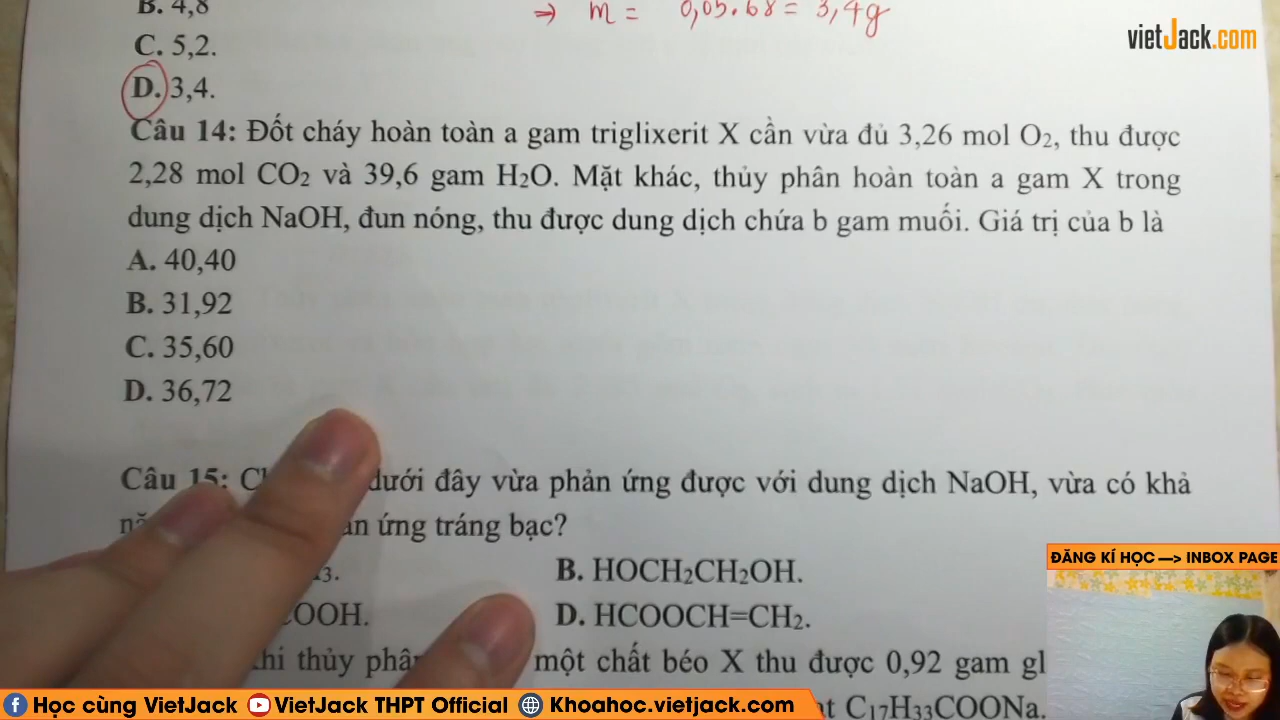 B. 4,8
⇒ m = 0,05.68 = 3,4g
vietJack.com
C. 5,2.
D. 3,4.
Câu 14: Đốt cháy hoàn toàn a gam triglixerit X cần vừa đủ 3,26 mol O₂, thu được
2,28 mol CO₂ và 39,6 gam H₂O. Mặt khác, thủy phân hoàn toàn a gam X trong
dung dịch NaOH, đun nóng, thu được dung dịch chứa b gam muối. Giá trị của b là
A. 40,40
B. 31,92
C. 35,60
D. 36,72
Câu 15: dưới đây vừa phản ứng được với dung dịch NaOH, vừa có khả
ứng tráng bạc?
B. HOCH₂CH₂OH.
OOH.
D. HCOOCH=CH₂.
khi thủy một chất béo X thu được 0,92 gam
C₁₇H₃₃COONa.
ĐĂNG KÍ HỌC —> INBOX PAGE
Học cùng VietJack VietJack THPT Official Khoahoc.vietjack.com